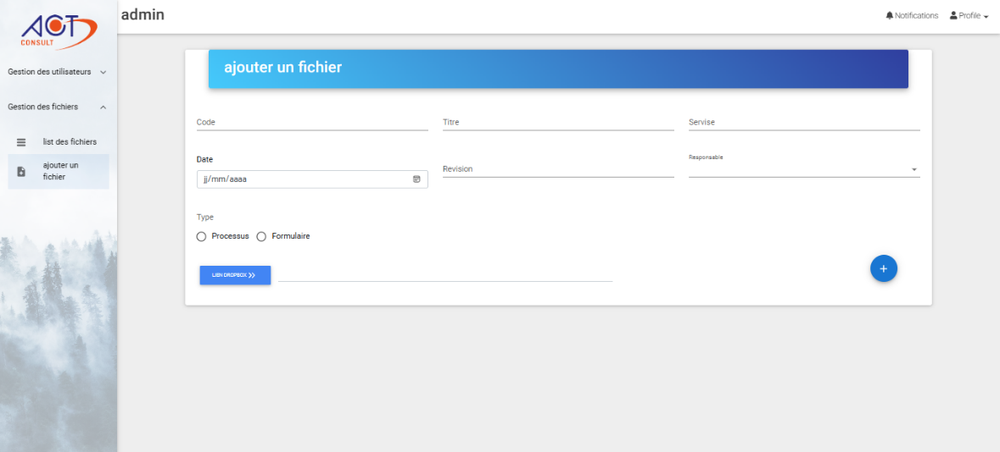 ACT
CONSULT
admin
Notifications
Profile
Gestion des utilisateurs
Gestion des fichiers
list des fichiers
ajouter un
fichier
ajouter un fichier
Code
Titre
Servise
Date
jj/mm/aaaa
Revision
Responsable
Type
Processus
Formulaire
LIEN DROPBOX
+